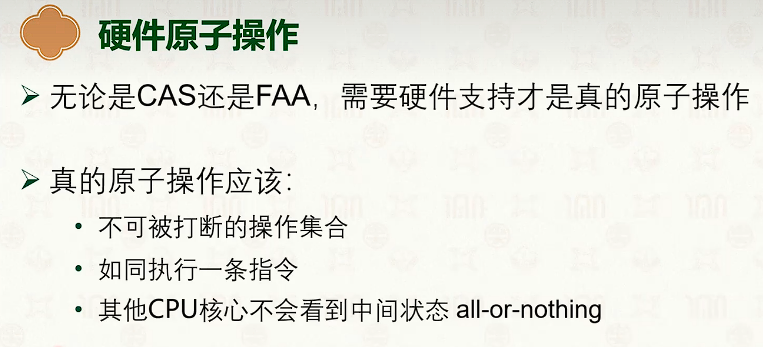 硬件原子操作
➢ 无论是CAS还是FAA，需要硬件支持才是真的原子操作
➢ 真的原子操作应该：
• 不可被打断的操作集合
• 如同执行一条指令
• 其他CPU核心不会看到中间状态 all-or-nothing